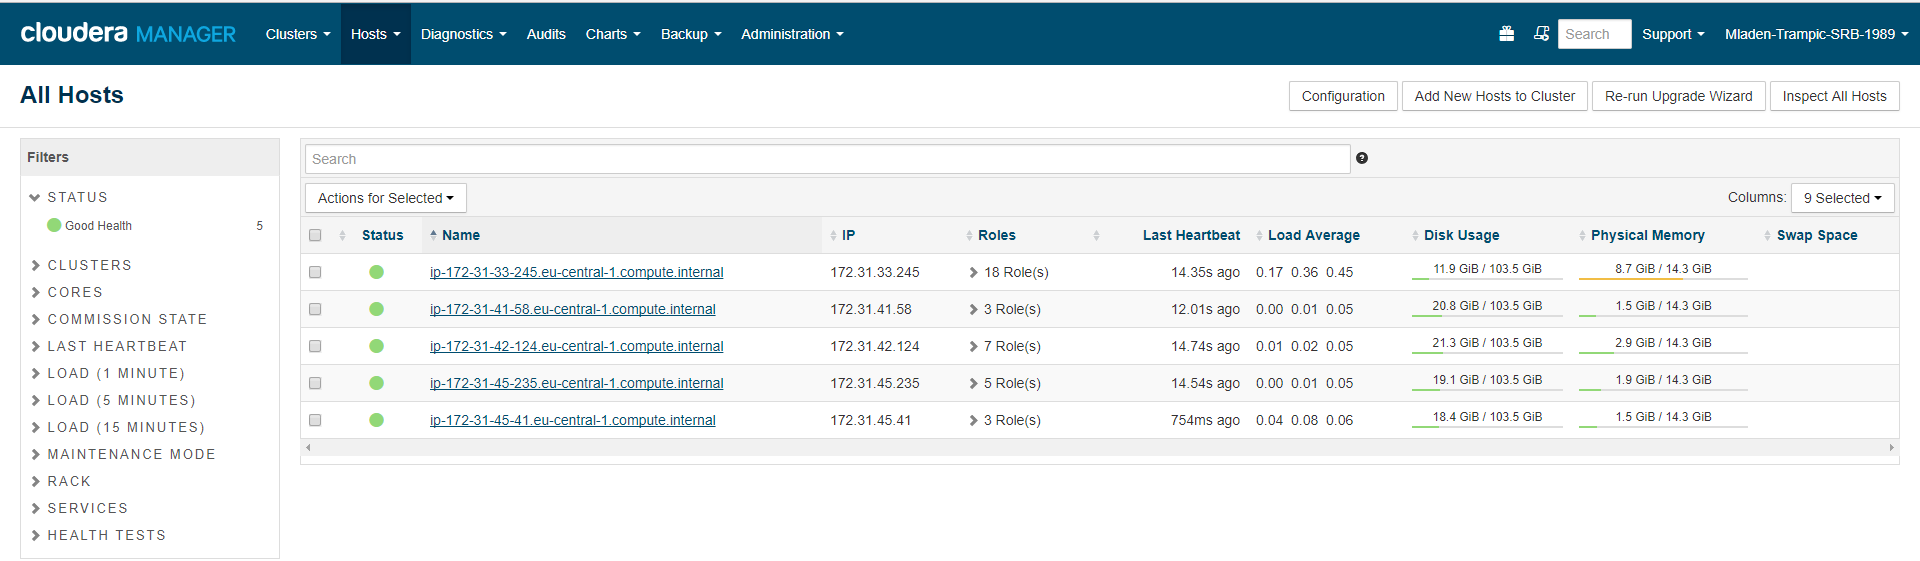 cloudera MANAGER Clusters Hosts Diagnostics Audits Charts Backup Administration Search Support Mladen-Trampic-SRB-1989
All Hosts
Configuration Add New Hosts to Cluster Re-run Upgrade Wizard Inspect All Hosts
Filters
STATUS
Good Health 5
CLUSTERS
CORES
COMMISSION STATE
LAST HEARTBEAT
LOAD (1 MINUTE)
LOAD (5 MINUTES)
LOAD (15 MINUTES)
MAINTENANCE MODE
RACK
SERVICES
HEALTH TESTS
Search ?
Actions for Selected Columns: 9 Selected
Status Name IP Roles Last Heartbeat Load Average Disk Usage Physical Memory Swap Space
ip-172-31-33-245.eu-central-1.compute.internal 172.31.33.245 18 Role(s) 14.35s ago 0.17 0.36 0.45 11.9 GiB / 103.5 GiB 8.7 GiB / 14.3 GiB
ip-172-31-41-58.eu-central-1.compute.internal 172.31.41.58 3 Role(s) 12.01s ago 0.00 0.01 0.05 20.8 GiB / 103.5 GiB 1.5 GiB / 14.3 GiB
ip-172-31-42-124.eu-central-1.compute.internal 172.31.42.124 7 Role(s) 14.74s ago 0.01 0.02 0.05 21.3 GiB / 103.5 GiB 2.9 GiB / 14.3 GiB
ip-172-31-45-235.eu-central-1.compute.internal 172.31.45.235 5 Role(s) 14.54s ago 0.00 0.01 0.05 19.1 GiB / 103.5 GiB 1.9 GiB / 14.3 GiB
ip-172-31-45-41.eu-central-1.compute.internal 172.31.45.41 3 Role(s) 754ms ago 0.04 0.08 0.06 18.4 GiB / 103.5 GiB 1.5 GiB / 14.3 GiB